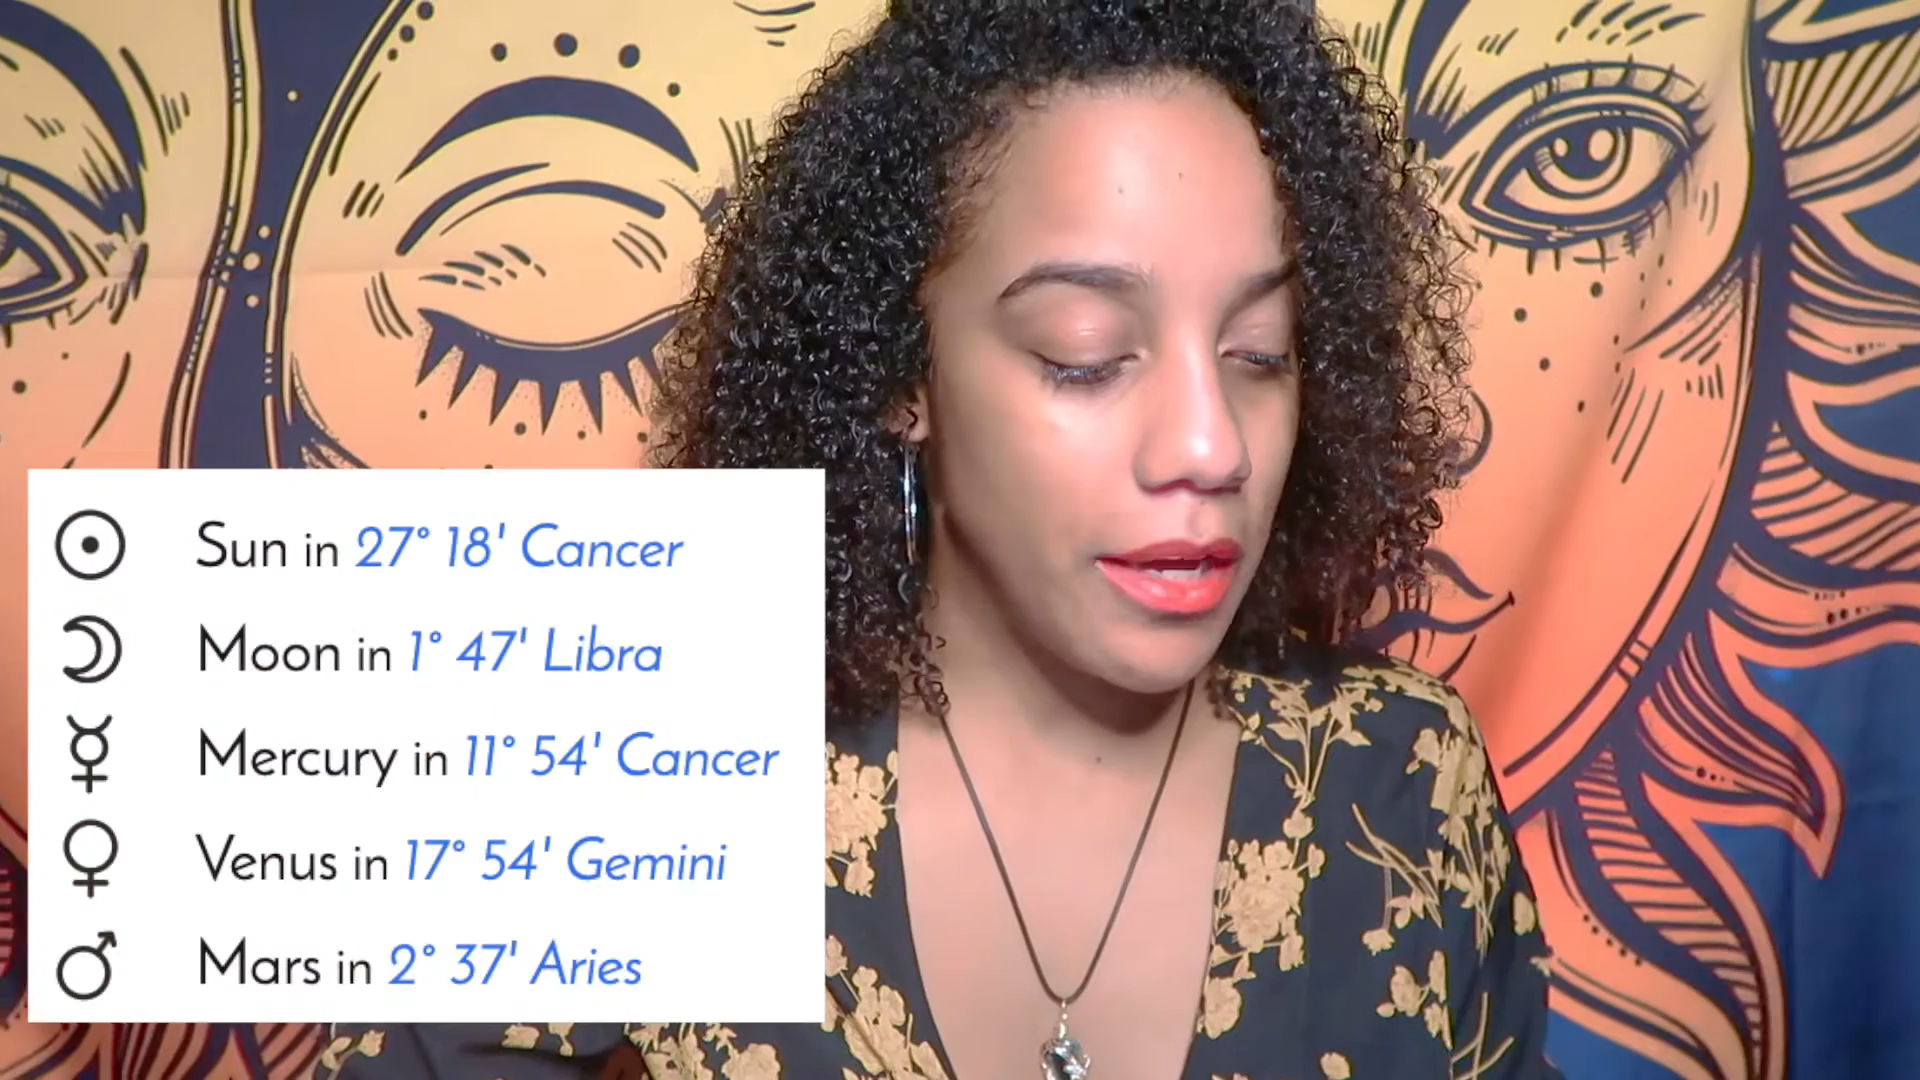 Sun in 27° 18' Cancer
Moon in 1° 47' Libra
Mercury in 11° 54' Cancer
Venus in 17° 54' Gemini
Mars in 2° 37' Aries